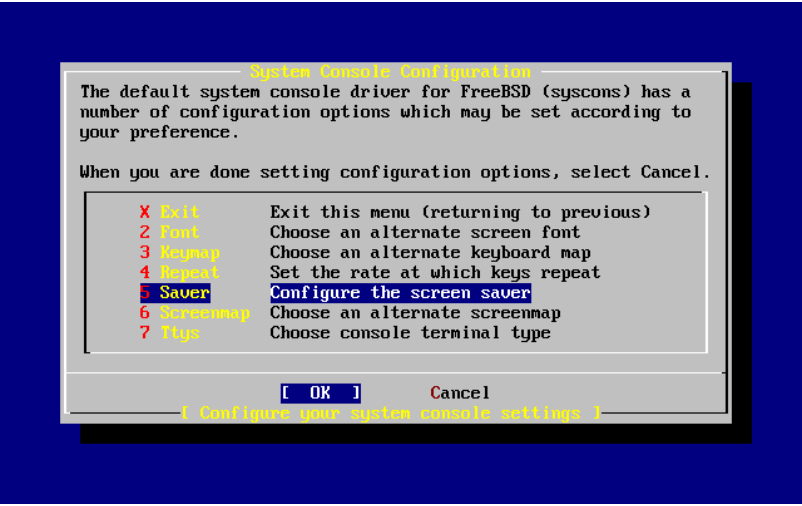 System Console Configuration
The default system console driver for FreeBSD (syscons) has a
number of configuration options which may be set according to
your preference.
When you are done setting configuration options, select Cancel.
X Exit Exit this menu (returning to previous)
2 Font Choose an alternate screen font
3 Keymap Choose an alternate keyboard map
4 Repeat Set the rate at which keys repeat
5 Saver Configure the screen saver
6 Screenmap Choose an alternate screenmap
7 Ttys Choose console terminal type
[ OK ] Cancel
[ Configure your system console settings ]